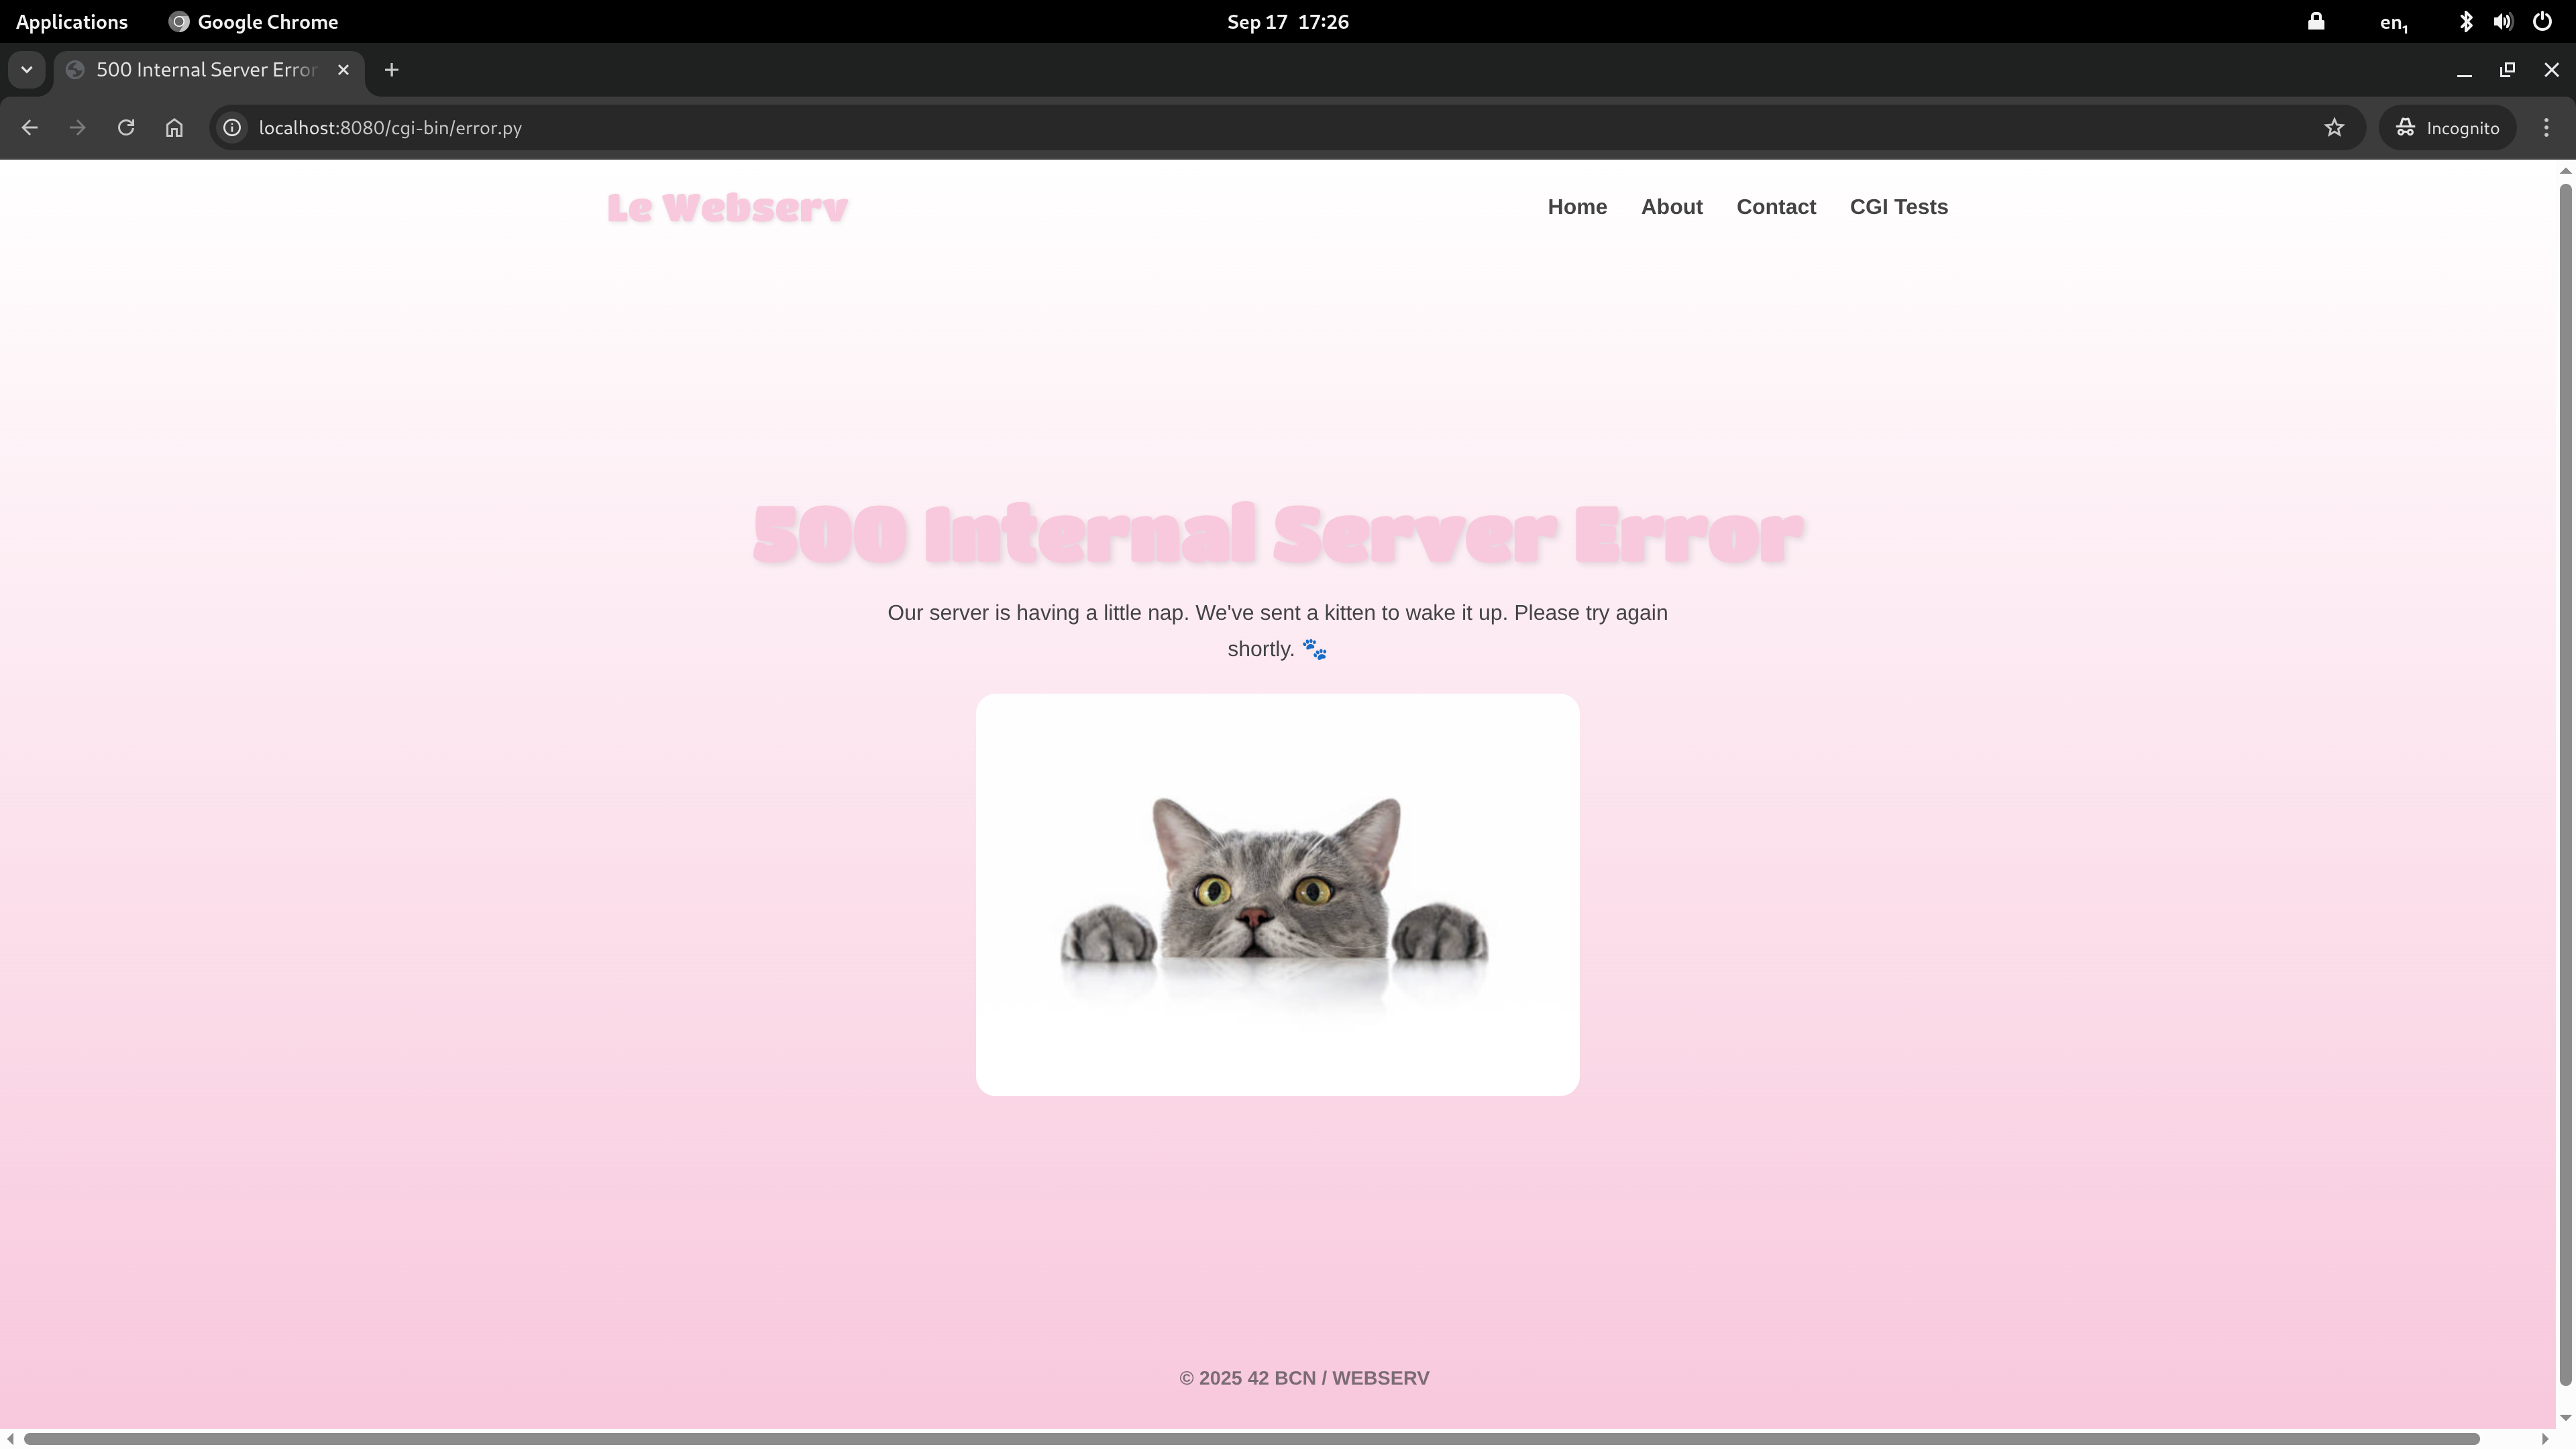 Applications Google Chrome Sep 17 17:26 en1
500 Internal Server Error
localhost:8080/cgi-bin/error.py Incognito
Le Webserv Home About Contact CGI Tests
500 Internal Server Error
Our server is having a little nap. We've sent a kitten to wake it up. Please try again
shortly. 🐾
© 2025 42 BCN / WEBSERV